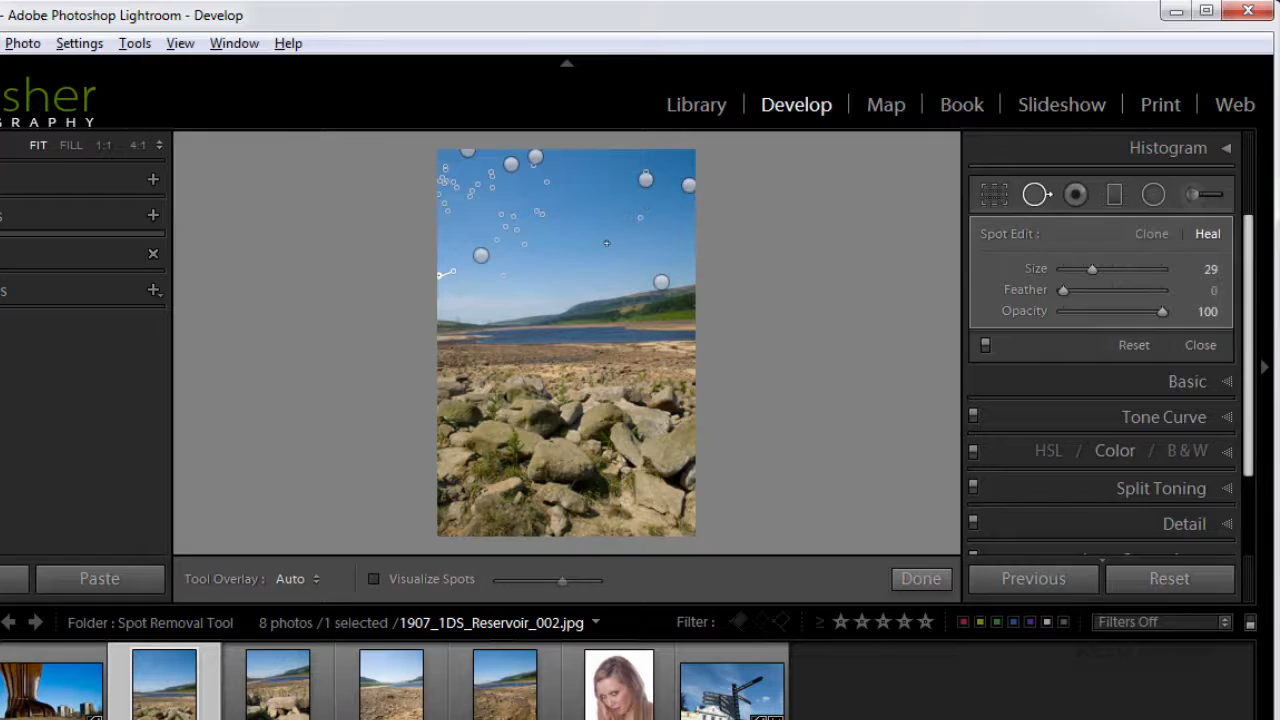 - Adobe Photoshop Lightroom - Develop
Photo Settings Tools View Window Help
sher
GRAPHY
Library Develop Map Book Slideshow Print Web
FIT FILL 1:1 4:1
Histogram
Spot Edit : Clone Heal
Size 29
Feather 0
Opacity 100
Reset Close
Basic
Tone Curve
HSL / Color / B & W
Split Toning
Detail
Paste
Tool Overlay : Auto
Visualize Spots
Done
Previous
Reset
Folder : Spot Removal Tool
8 photos / 1 selected / 1907_1DS_Reservoir_002.jpg
Filter :
Filters Off